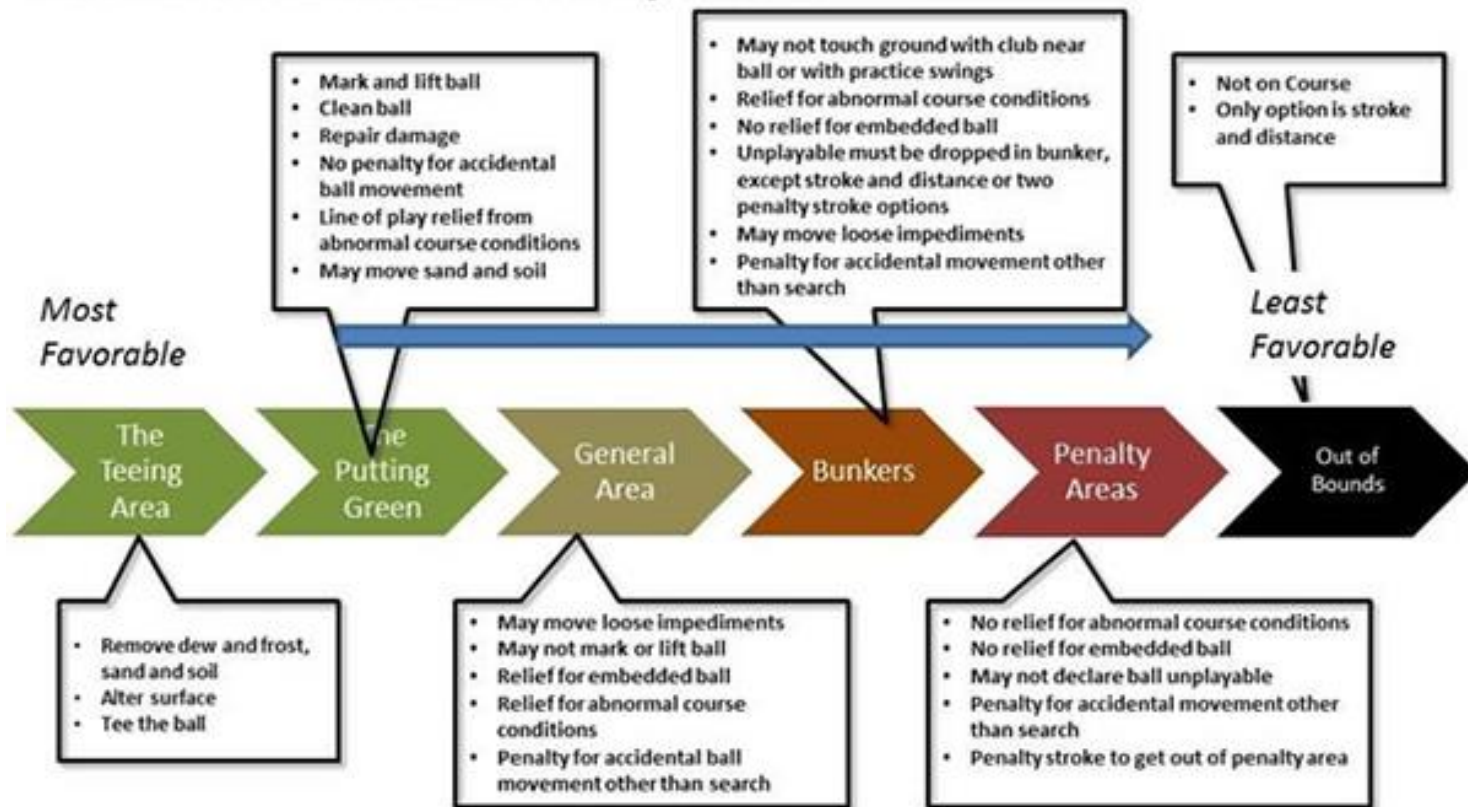 • Mark and lift ball
• Clean ball
• Repair damage
• No penalty for accidental
ball movement
• Line of play relief from
abnormal course conditions
• May move sand and soil
• May not touch ground with club near
ball or with practice swings
• Relief for abnormal course conditions
• No relief for embedded ball
• Unplayable must be dropped in bunker,
except stroke and distance or two
penalty stroke options
• May move loose impediments
• Penalty for accidental movement other
than search
• Not on Course
• Only option is stroke
and distance
Most
Favorable
Least
Favorable
The
Teeing
Area
The
Putting
Green
General
Area
Bunkers
Penalty
Areas
Out of
Bounds
• Remove dew and frost,
sand and soil
• Alter surface
• Tee the ball
• May move loose impediments
• May not mark or lift ball
• Relief for embedded ball
• Relief for abnormal course
conditions
• Penalty for accidental ball
movement other than search
• No relief for abnormal course conditions
• No relief for embedded ball
• May not declare ball unplayable
• Penalty for accidental movement other
than search
• Penalty stroke to get out of penalty area